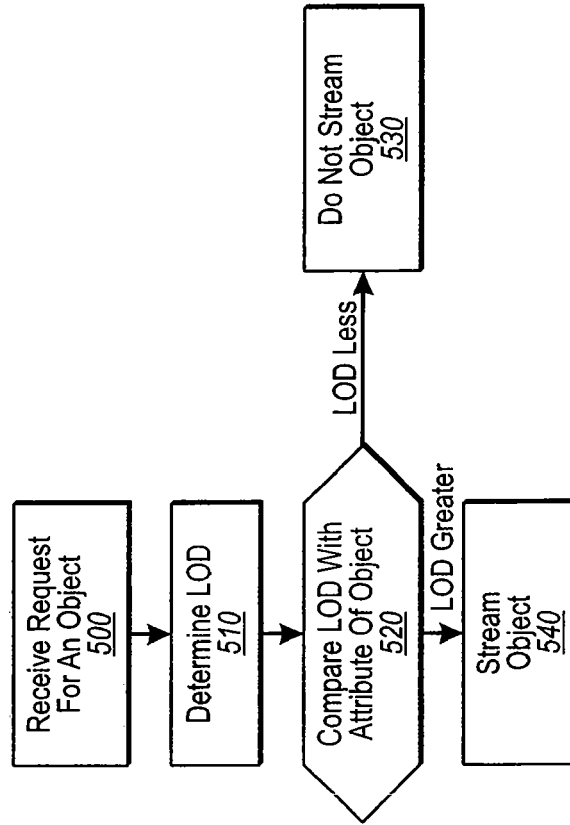 Receive Request
For An Object
500
Determine LOD
510
Compare LOD With
Attribute Of Object
520
LOD Less
Do Not Stream
Object
530
LOD Greater
Stream
Object
540